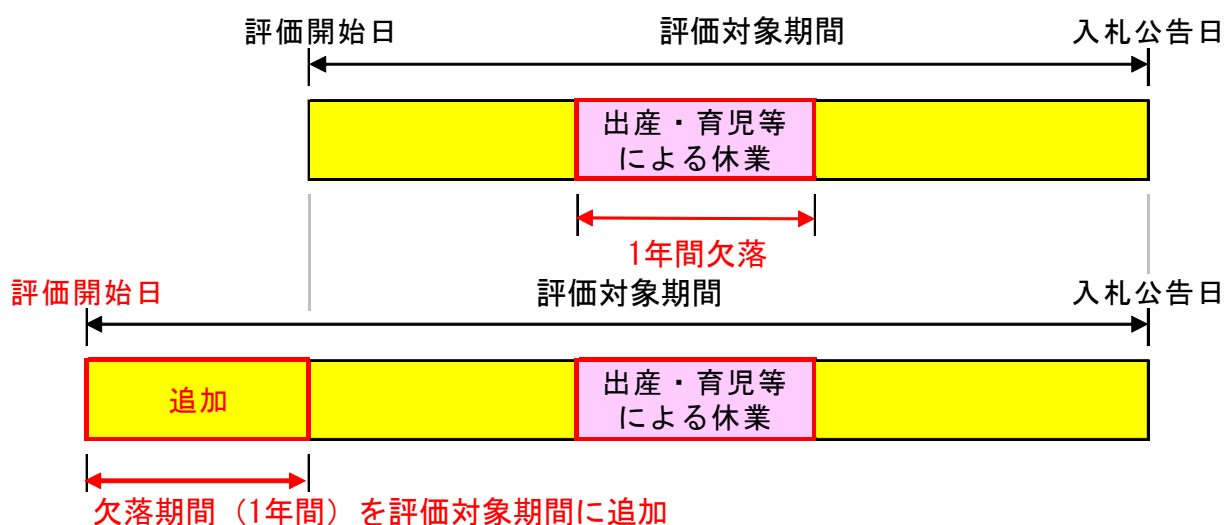 評価開始日 評価対象期間 入札公告日
出産・育児等
による休業
1年間欠落
評価開始日 評価対象期間 入札公告日
追加
出産・育児等
による休業
欠落期間（1年間）を評価対象期間に追加